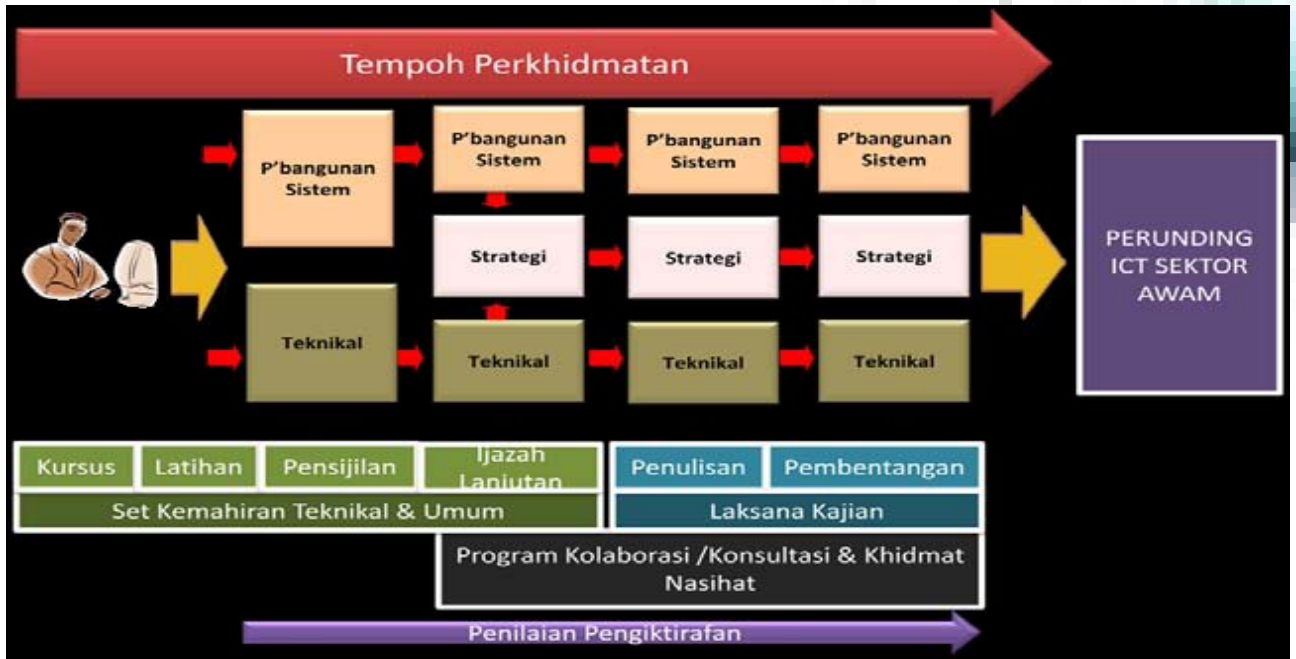 Tempoh Perkhidmatan
P'bangunan
Sistem
P'bangunan
Sistem
P'bangunan
Sistem
P'bangunan
Sistem
Strategi
Strategi
Strategi
Teknikal
Teknikal
Teknikal
Teknikal
PERUNDING
ICT SEKTOR
AWAM
Kursus
Latihan
Pensijilan
Ijazah
Lanjutan
Penulisan
Pembentangan
Set Kemahiran Teknikal & Umum
Laksana Kajian
Program Kolaborasi /Konsultasi & Khidmat
Nasihat
Penilaian Pengiktirafan